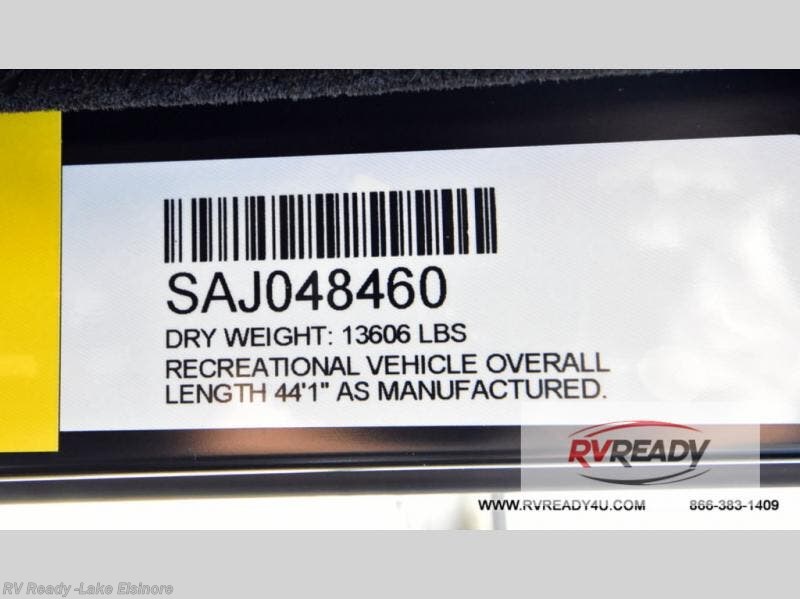 SAJ048460
DRY WEIGHT: 13606 LBS
RECREATIONAL VEHICLE OVERALL
LENGTH 44'1" AS MANUFACTURED.
RVREADY
WWW.RVREADY4U.COM 866-383-1409
RV Ready -Lake Elsinore